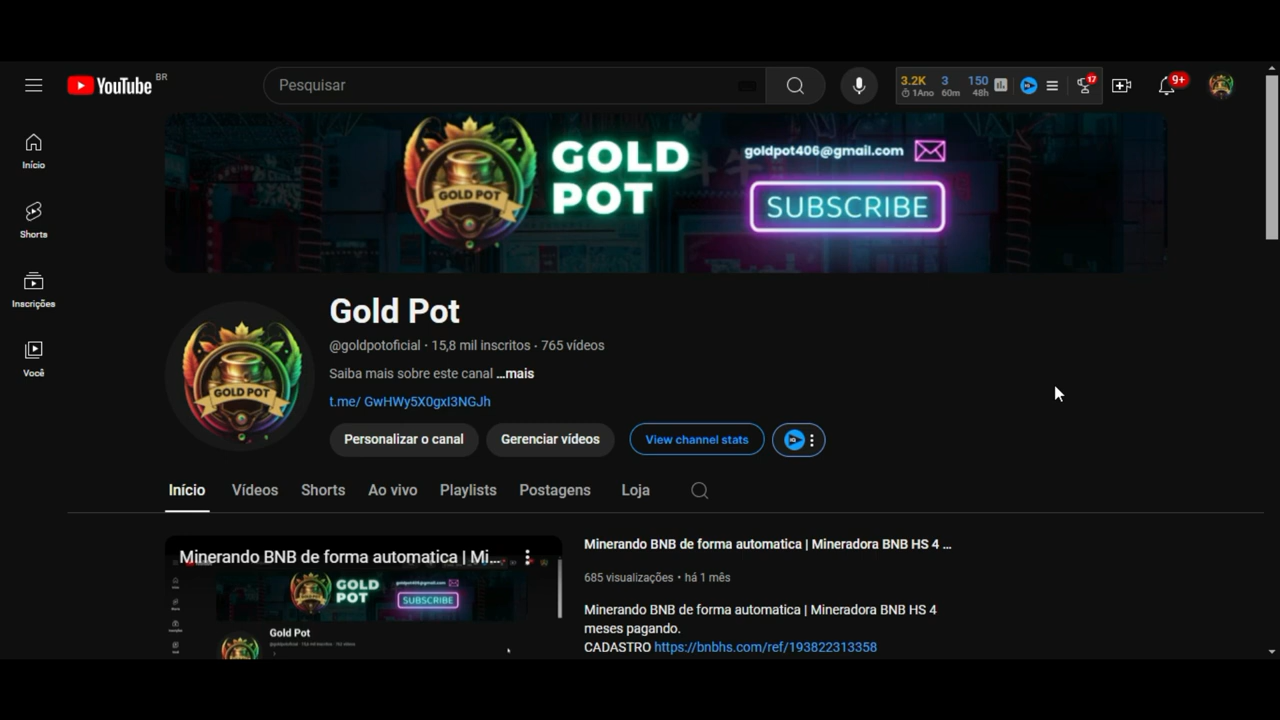 YouTube BR
Pesquisar
3.2K 3 150
1Ano 60m 48h
17
9+
Início
Shorts
Inscrições
Você
GOLD POT
GOLD
POT
goldpot406@gmail.com
SUBSCRIBE
GOLD POT
Gold Pot
@goldpotoficial · 15,8 mil inscritos · 765 vídeos
Saiba mais sobre este canal ...mais
t.me/ GwHWy5X0gxI3NGJh
Personalizar o canal
Gerenciar vídeos
View channel stats
Início Vídeos Shorts Ao vivo Playlists Postagens Loja
Minerando BNB de forma automatica | Mi...
GOLD
POT
goldpot406@gmail.com
SUBSCRIBE
Gold Pot
Minerando BNB de forma automatica | Mineradora BNB HS 4 ...
685 visualizações • há 1 mês
Minerando BNB de forma automatica | Mineradora BNB HS 4
meses pagando.
CADASTRO https://bnbhs.com/ref/193822313358